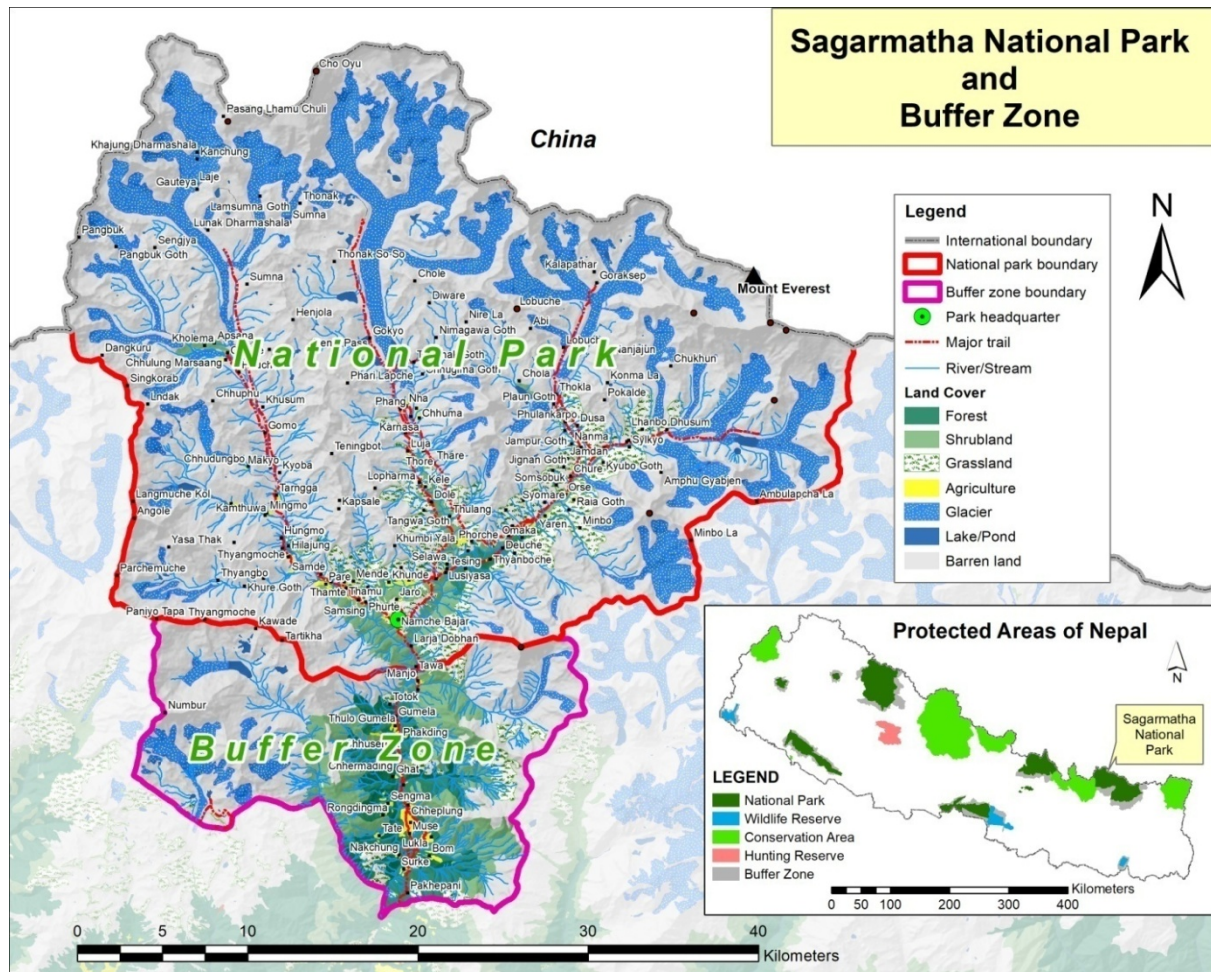 Sagarmatha National Park
and
Buffer Zone
Cho Oyu
Pasang Lhamu Chuli
China
Khajung Dharmashala
Kanchung
Gauteya
Laje
Lamsumna Goth
Thonak
Sumna
Lunak Dharmashala
Pangbuk
Sengjya
Pangbuk Goth
Thonak So-So
Kalapathar
Goraksep
Mount Everest
Sumna
Chole
Diware
Lobuche
Henjola
Nire La
Abi
Nimagawa Goth
Gokyo
Kholema
Apsana
Lobuche
National Park
Dangkuru
Chhulung Marsaang
Chukhun
Singkorab
Phari Lapche
Chhugima Goth
Chola
Konma La
Thokla
Pokalde
Lndak
Chhuphu
Khusum
Nha
Plaun Goth
Phang
Chhuma
Phulankarpo
Dusa
Lhanbo Dhusum
Gomo
Karnasa
Nanma
Sylkyo
Teningbot
Luja
Jampur Goth
Jamdan
Chhudungbo
Makyo
Kyoba
Lopharma
Thore
Thare
Jignan Goth
Chure
Kyubo Goth
Langmuche Kol
Tarngga
Kele
Somsobuk
Orse
Amphu Gyabjen
Kapsale
Dole
Syomare
Raia Goth
Ambulapcha La
Angole
Kamthuwa
Mingmo
Tangwa Goth
Thulang
Yaren
Minbo
Yasa Thak
Hungmo
Khumbi Yala
Phorche
Omaka
Minbo La
Hilajung
Deuche
Parchemuche
Thyangmoche
Selawa
Tesing
Thyanboche
Thyangbo
Samde
Pare
Mende
Khunde
Lusiyasa
Khure Goth
Thamte
Thamu
Jaro
Paniyo Tapa
Thyangmoche
Samsing
Phurte
Namche Bajar
Kawade
Tartikha
Larja Dobhan
Tawa
Manjo
Totok
Numbur
Gumela
Thulo Gumela
Phakding
Buffer Zone
Chhermading
Ghat
Sengma
Rongdingma
Chheplung
Tate
Muse
Nakchung
Lukla
Bom
Surke
Pakhepani
0 10 20 40
Kilometers
N
Legend
International boundary
National park boundary
Buffer zone boundary
Park headquarter
Major trail
River/Stream
Land Cover
Forest
Shrubland
Grassland
Agriculture
Glacier
Lake/Pond
Barren land
Protected Areas of Nepal
N
Sagarmatha
National
Park
LEGEND
National Park
Wildlife Reserve
Conservation Area
Hunting Reserve
Buffer Zone
Kilometers
0 50 100 200 300 400